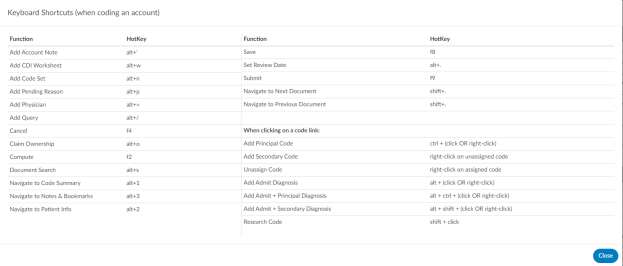 Keyboard Shortcuts (when coding an account)
Function HotKey Function HotKey
Add Account Note alt+' Save f8
Add CDI Worksheet alt+w Set Review Date alt+.
Add Code Set alt+n Submit f9
Add Pending Reason alt+p Navigate to Next Document shift+.
Add Physician alt+= Navigate to Previous Document shift+,
Add Query alt+/
Cancel f4 When clicking on a code link:
Claim Ownership alt+o Add Principal Code ctrl + (click OR right-click)
Compute f2 Add Secondary Code right-click on unassigned code
Document Search alt+s Unassign Code right-click on assigned code
Navigate to Code Summary alt+1 Add Admit Diagnosis alt + (click OR right-click)
Navigate to Notes & Bookmarks alt+3 Add Admit + Principal Diagnosis alt + ctrl + (click OR right-click)
Navigate to Patient Info alt+2 Add Admit + Secondary Diagnosis alt + shift + (click OR right-click)
Research Code shift + click
Close